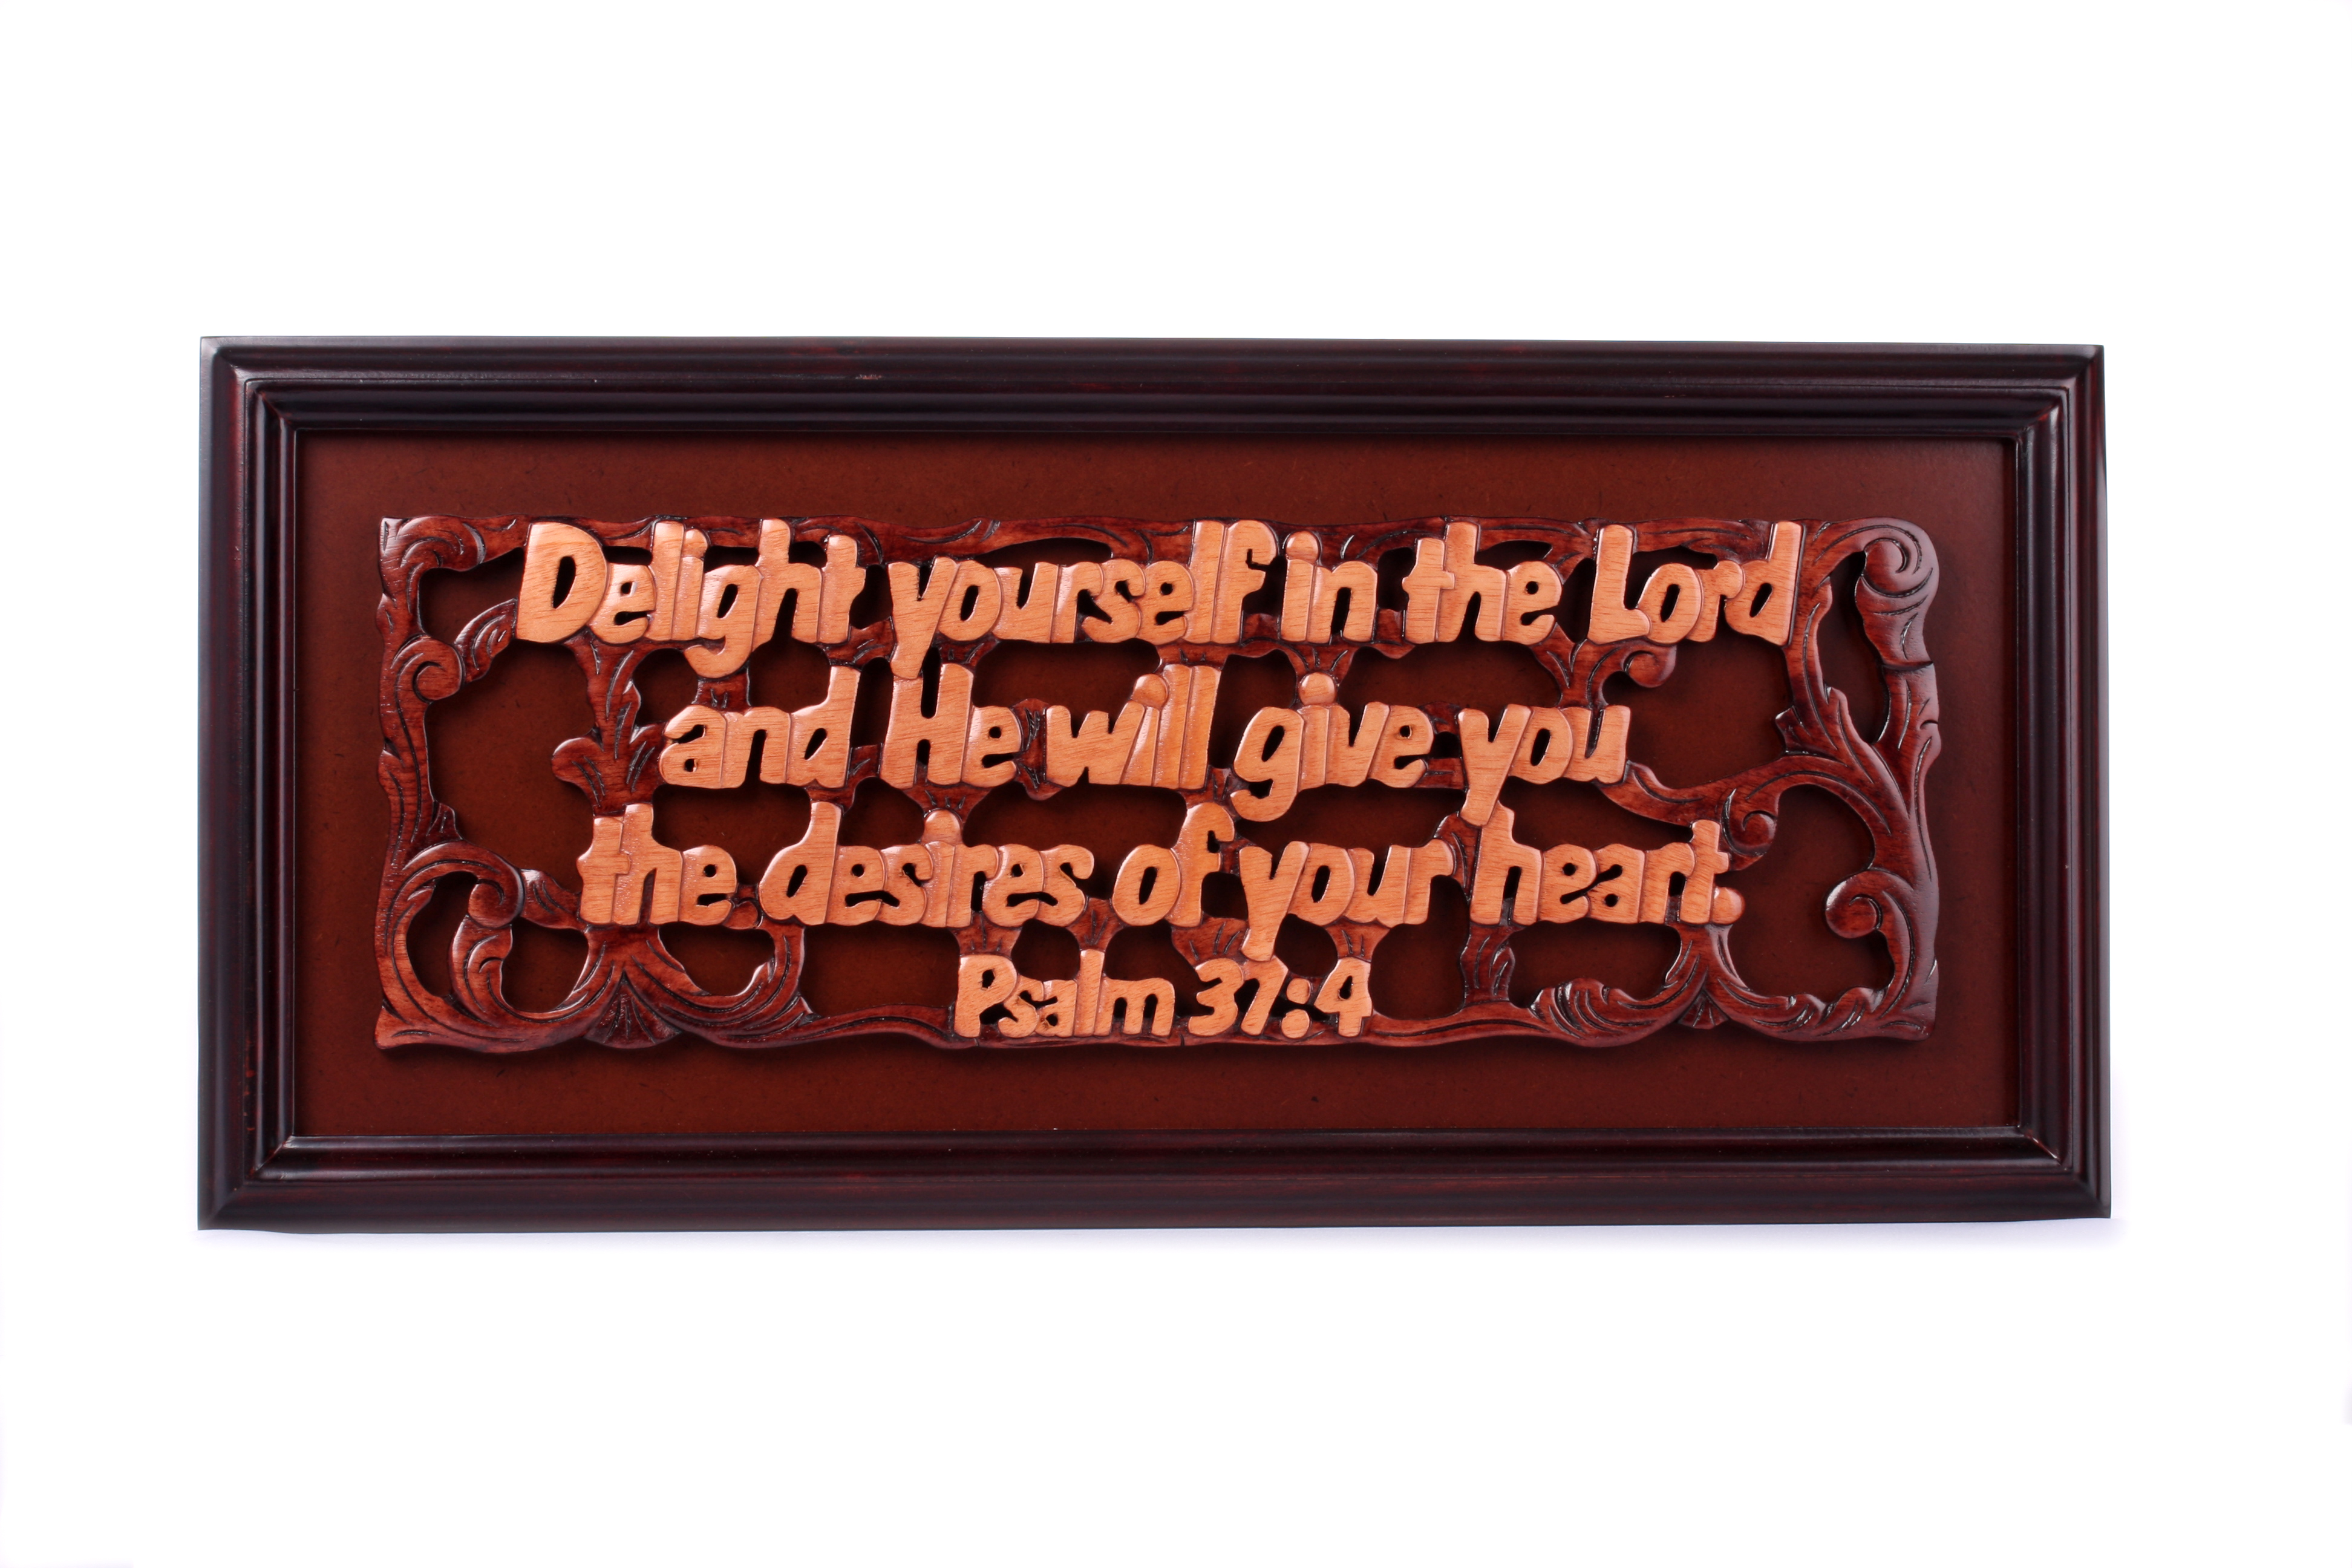 Delight yourself in the Lord
and He will give you
the desires of your heart.
Psalm 37:4